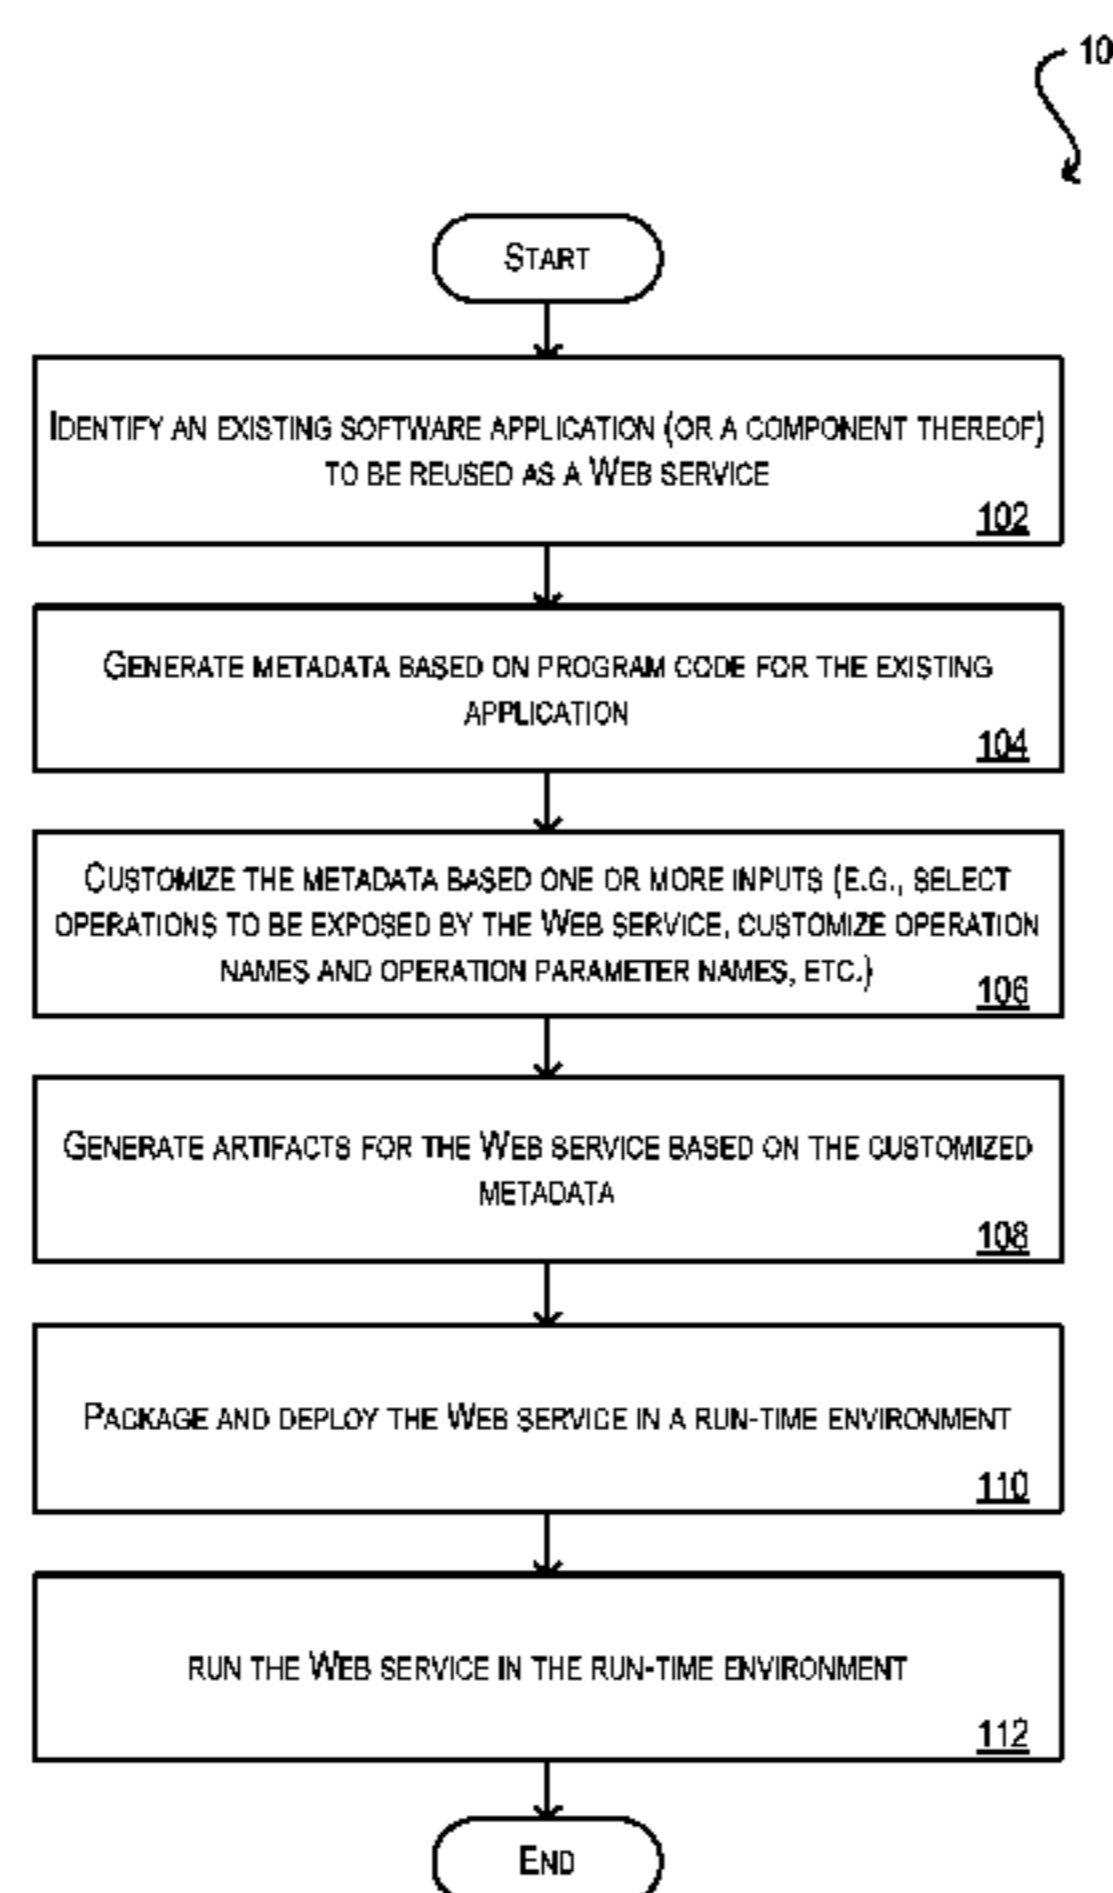 10
START
IDENTIFY AN EXISTING SOFTWARE APPLICATION (OR A COMPONENT THEREOF)
TO BE REUSED AS A WEB SERVICE
102
GENERATE METADATA BASED ON PROGRAM CODE FOR THE EXISTING
APPLICATION
104
CUSTOMIZE THE METADATA BASED ONE OR MORE INPUTS (E.G., SELECT
OPERATIONS TO BE EXPOSED BY THE WEB SERVICE, CUSTOMIZE OPERATION
NAMES AND OPERATION PARAMETER NAMES, ETC.)
106
GENERATE ARTIFACTS FOR THE WEB SERVICE BASED ON THE CUSTOMIZED
METADATA
108
PACKAGE AND DEPLOY THE WEB SERVICE IN A RUN-TIME ENVIRONMENT
110
RUN THE WEB SERVICE IN THE RUN-TIME ENVIRONMENT
112
END